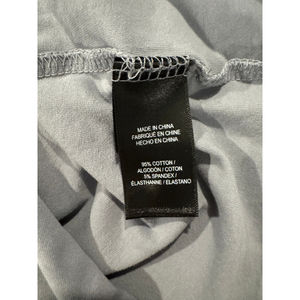 MADE IN CHINA
FABRIQUÉ EN CHINE
HECHO EN CHINA
95% COTTON /
ALGODÓN / COTON
5% SPANDEX /
ÉLASTHANNE / ELASTANO